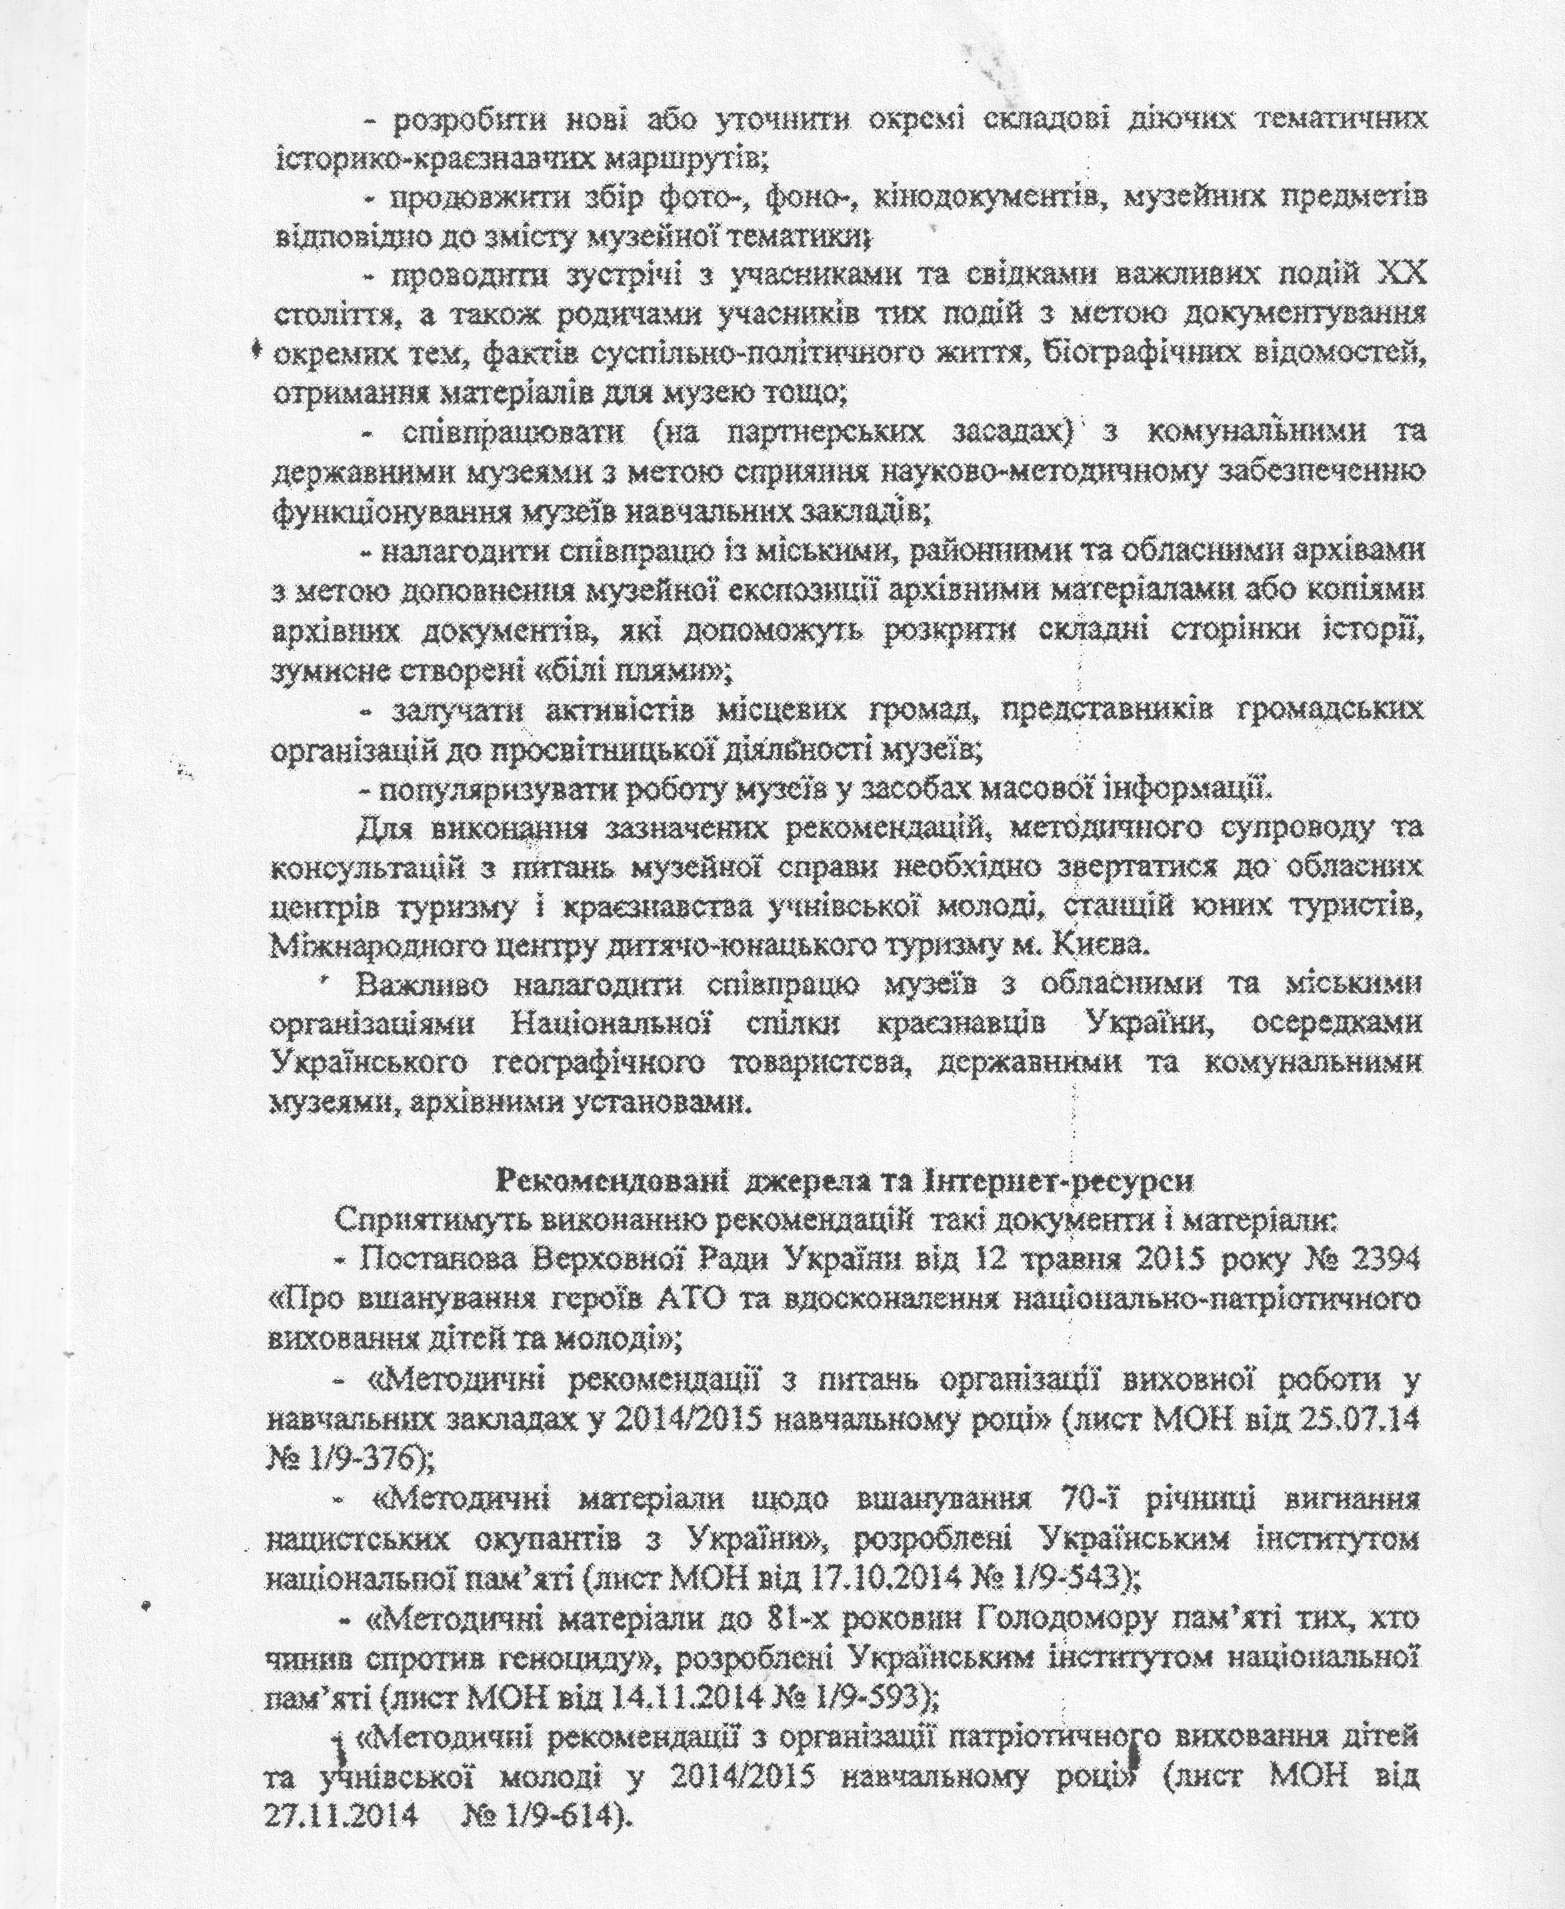 - розробити нові або уточнити окремі складові діючих тематичних
історико-краєзнавчих маршрутів;
- продовжити збір фото-, фоно-, кінодокументів, музейних предметів
відповідно до змісту музейної тематики;
- проводити зустрічі з учасниками та свідками важливих подій ХХ
століття, а також родичами учасників тих подій з метою документування
окремих тем, фактів суспільно-політичного життя, біографічних відомостей,
отримання матеріалів для музею тощо;
- співпрацювати (на партнерських засадах) з комунальними та
державними музеями з метою сприяння науково-методичному забезпеченню
функціонування музеїв навчальних закладів;
- налагодити співпрацю із міськими, районними та обласними архівами
з метою доповнення музейної експозиції архівними матеріалами або копіями
архівних документів, які допоможуть розкрити складні сторінки історії,
зумисне створені «білі плями»;
- залучати активістів місцевих громад, представників громадських
організацій до просвітницької діяльності музеїв;
- популяризувати роботу музеїв у засобах масової інформації.
Для виконання зазначених рекомендацій, методичного супроводу та
консультацій з питань музейної справи необхідно звертатися до обласних
центрів туризму і краєзнавства учнівської молоді, станцій юних туристів,
Міжнародного центру дитячо-юнацького туризму м. Києва.
Важливо налагодити співпрацю музеїв з обласними та міськими
організаціями Національної спілки краєзнавців України, осередками
Українського географічного товариства, державними та комунальними
музеями, архівними установами.
Рекомендовані джерела та Інтернет-ресурси
Сприятимуть виконанню рекомендацій такі документи і матеріали:
- Постанова Верховної Ради України від 12 травня 2015 року № 2394
«Про вшанування героїв АТО та вдосконалення національно-патріотичного
виховання дітей та молоді»;
- «Методичні рекомендації з питань організації виховної роботи у
навчальних закладах у 2014/2015 навчальному році» (лист МОН від 25.07.14
№ 1/9-376);
- «Методичні матеріали щодо вшанування 70-ї річниці вигнання
нацистських окупантів з України», розроблені Українським інститутом
національної пам’яті (лист МОН від 17.10.2014 № 1/9-543);
- «Методичні матеріали до 81-х роковин Голодомору пам’яті тих, хто
чинив спротив геноциду», розроблені Українським інститутом національної
пам’яті (лист МОН від 14.11.2014 № 1/9-593);
- «Методичні рекомендації з організації патріотичного виховання дітей
та учнівської молоді у 2014/2015 навчальному році» (лист МОН від
27.11.2014 № 1/9-614).